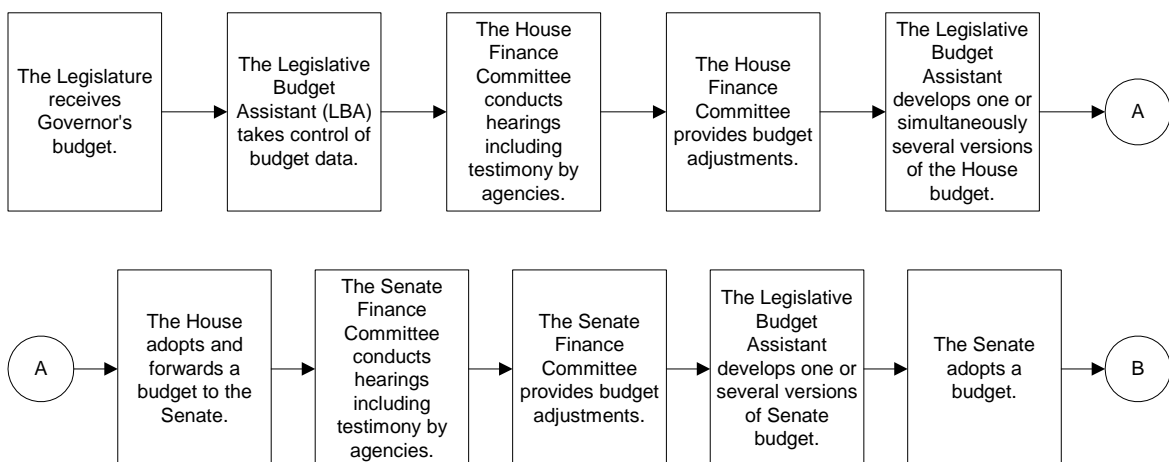 The Legislature
receives
Governor's
budget.
The Legislative
Budget
Assistant (LBA)
takes control of
budget data.
The House
Finance
Committee
conducts
hearings
including
testimony by
agencies.
The House
Finance
Committee
provides budget
adjustments.
The Legislative
Budget
Assistant
develops one or
simultaneously
several versions
of the House
budget.
A
A
The House
adopts and
forwards a
budget to the
Senate.
The Senate
Finance
Committee
conducts
hearings
including
testimony by
agencies.
The Senate
Finance
Committee
provides budget
adjustments.
The Legislative
Budget
Assistant
develops one or
several versions
of Senate
budget.
The Senate
adopts a
budget.
B